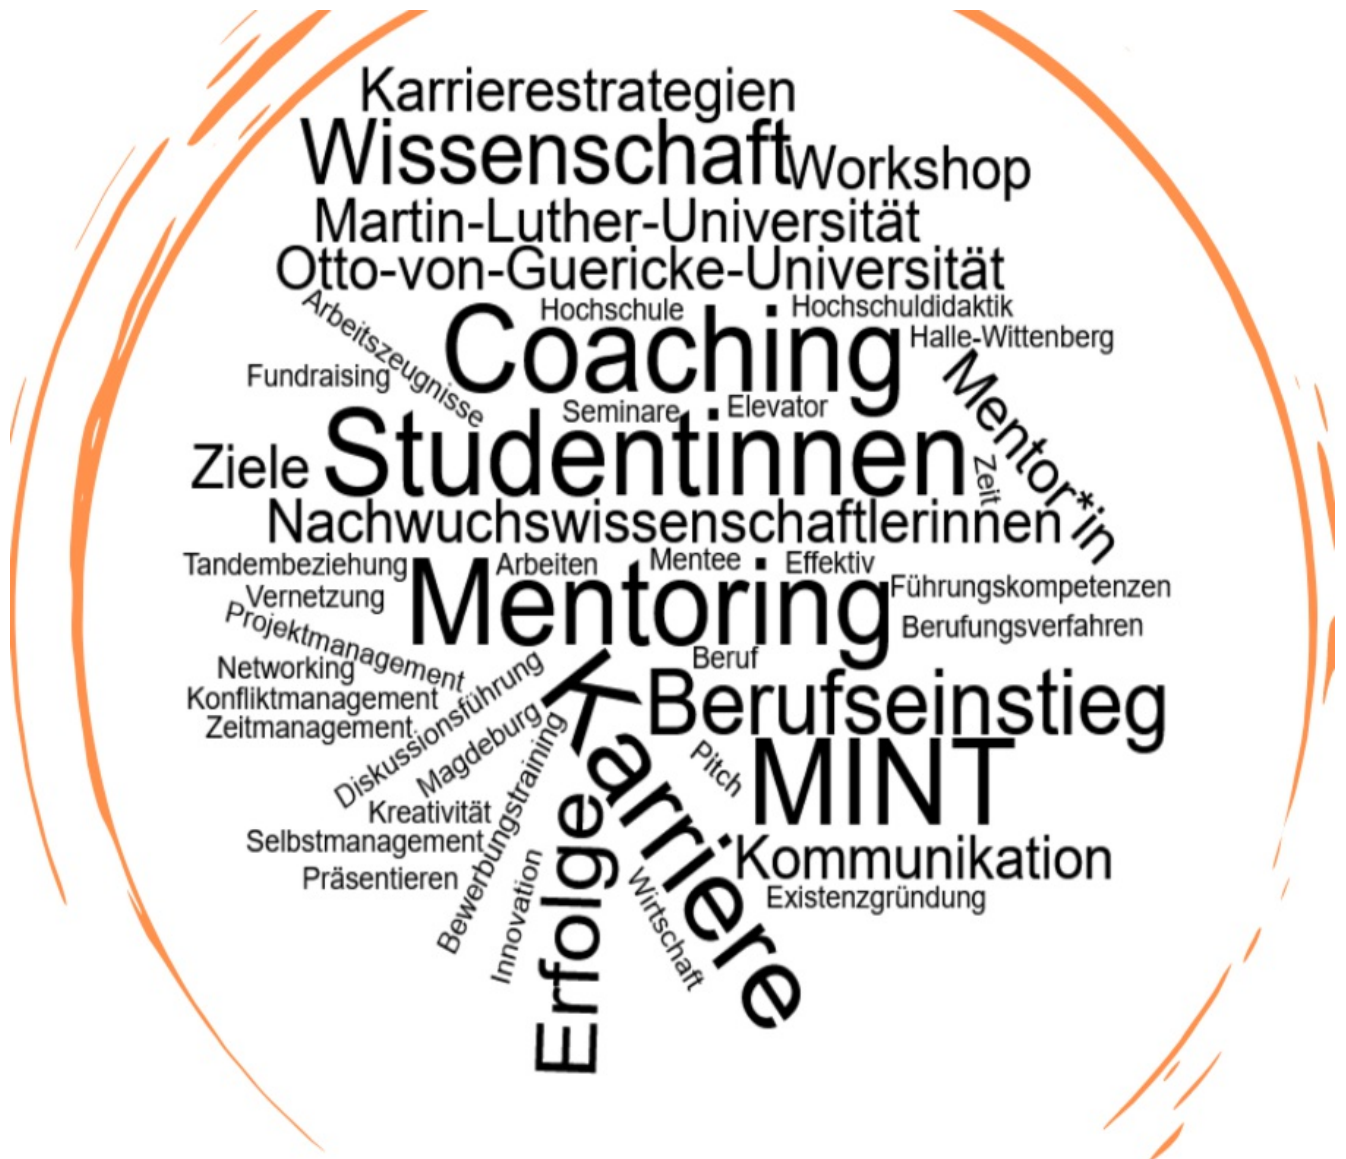 Karrierestrategien
Wissenschaft
Workshop
Martin-Luther-Universität
Otto-von-Guericke-Universität
Arbeitszeugnisse
Hochschule
Hochschuldidaktik
Coaching
Halle-Wittenberg
Fundraising
Mentor*in
Seminare
Elevator
Ziele
Studentinnen
Zeit
Nachwuchswissenschaftlerinnen
Tandembeziehung
Arbeiten
Mentee
Effektiv
Mentoring
Führungskompetenzen
Vernetzung
Projektmanagement
Berufungsverfahren
Networking
Beruf
Konfliktmanagement
Berufseinstieg
Zeitmanagement
Diskussionsführung
Magdeburg
Karriere
Pitch
MINT
Kreativität
Bewerbungstraining
Selbstmanagement
Erfolge
Kommunikation
Präsentieren
Innovation
Wirtschaft
Existenzgründung